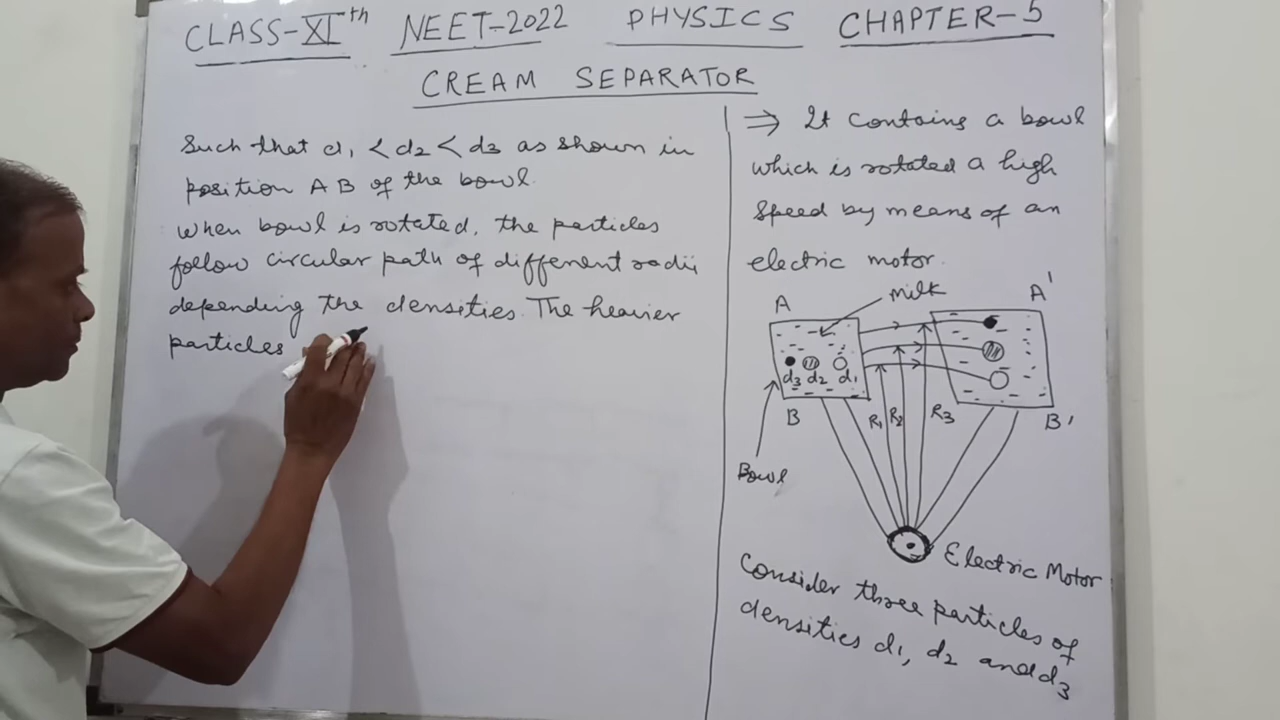 CLASS-XIth NEET-2022 PHYSICS CHAPTER-5
CREAM SEPARATOR
Such that d1 < d2 < d3 as shown in
position A B of the bowl.
when bowl is rotated, the particles
follow circular path of different radii
depending the densities. The heavier
particles
⇒ It contains a bowl
which is rotated a high
speed by means of an
electric motor.
A milk A'
d3 d2 d1
B R1 R2 R3 B'
Bowl
Electric Motor
Consider three particles of
densities d1, d2 and d3